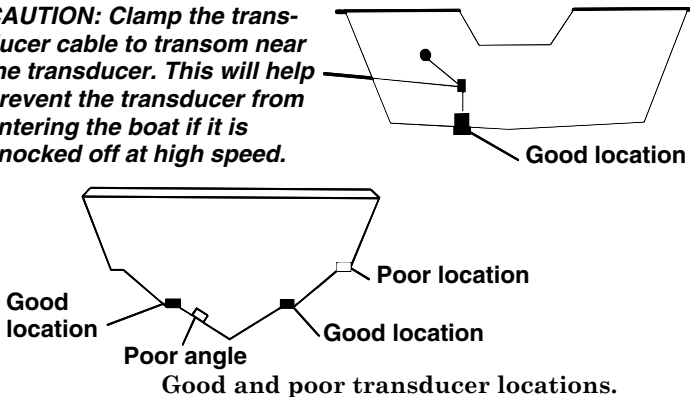 CAUTION: Clamp the trans-
ducer cable to transom near
the transducer. This will help
prevent the transducer from
entering the boat if it is
knocked off at high speed.
Good location
Poor location
Good
location
Good location
Poor angle
Good and poor transducer locations.